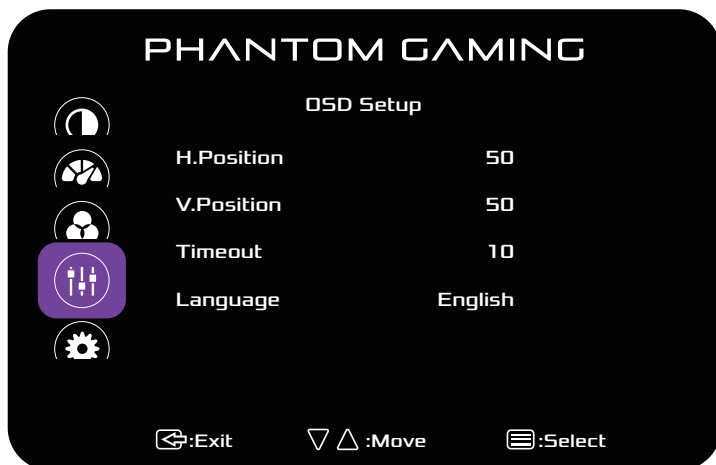 PHANTOM GAMING
OSD Setup
H.Position 50
V.Position 50
Timeout 10
Language English
:Exit :Move :Select